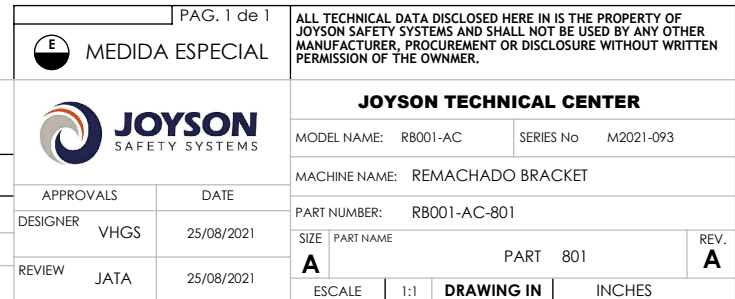 PAG. 1 de 1
E
MEDIDA ESPECIAL
ALL TECHNICAL DATA DISCLOSED HERE IN IS THE PROPERTY OF
JOYSON SAFETY SYSTEMS AND SHALL NOT BE USED BY ANY OTHER
MANUFACTURER, PROCUREMENT OR DISCLOSURE WITHOUT WRITTEN
PERMISSION OF THE OWNMER.
JOYSON
SAFETY SYSTEMS
JOYSON TECHNICAL CENTER
MODEL NAME: RB001-AC SERIES No M2021-093
MACHINE NAME: REMACHADO BRACKET
APPROVALS DATE
PART NUMBER: RB001-AC-801
DESIGNER VHGS 25/08/2021
SIZE A PART NAME PART 801 REV. A
REVIEW JATA 25/08/2021
ESCALE 1:1 DRAWING IN INCHES